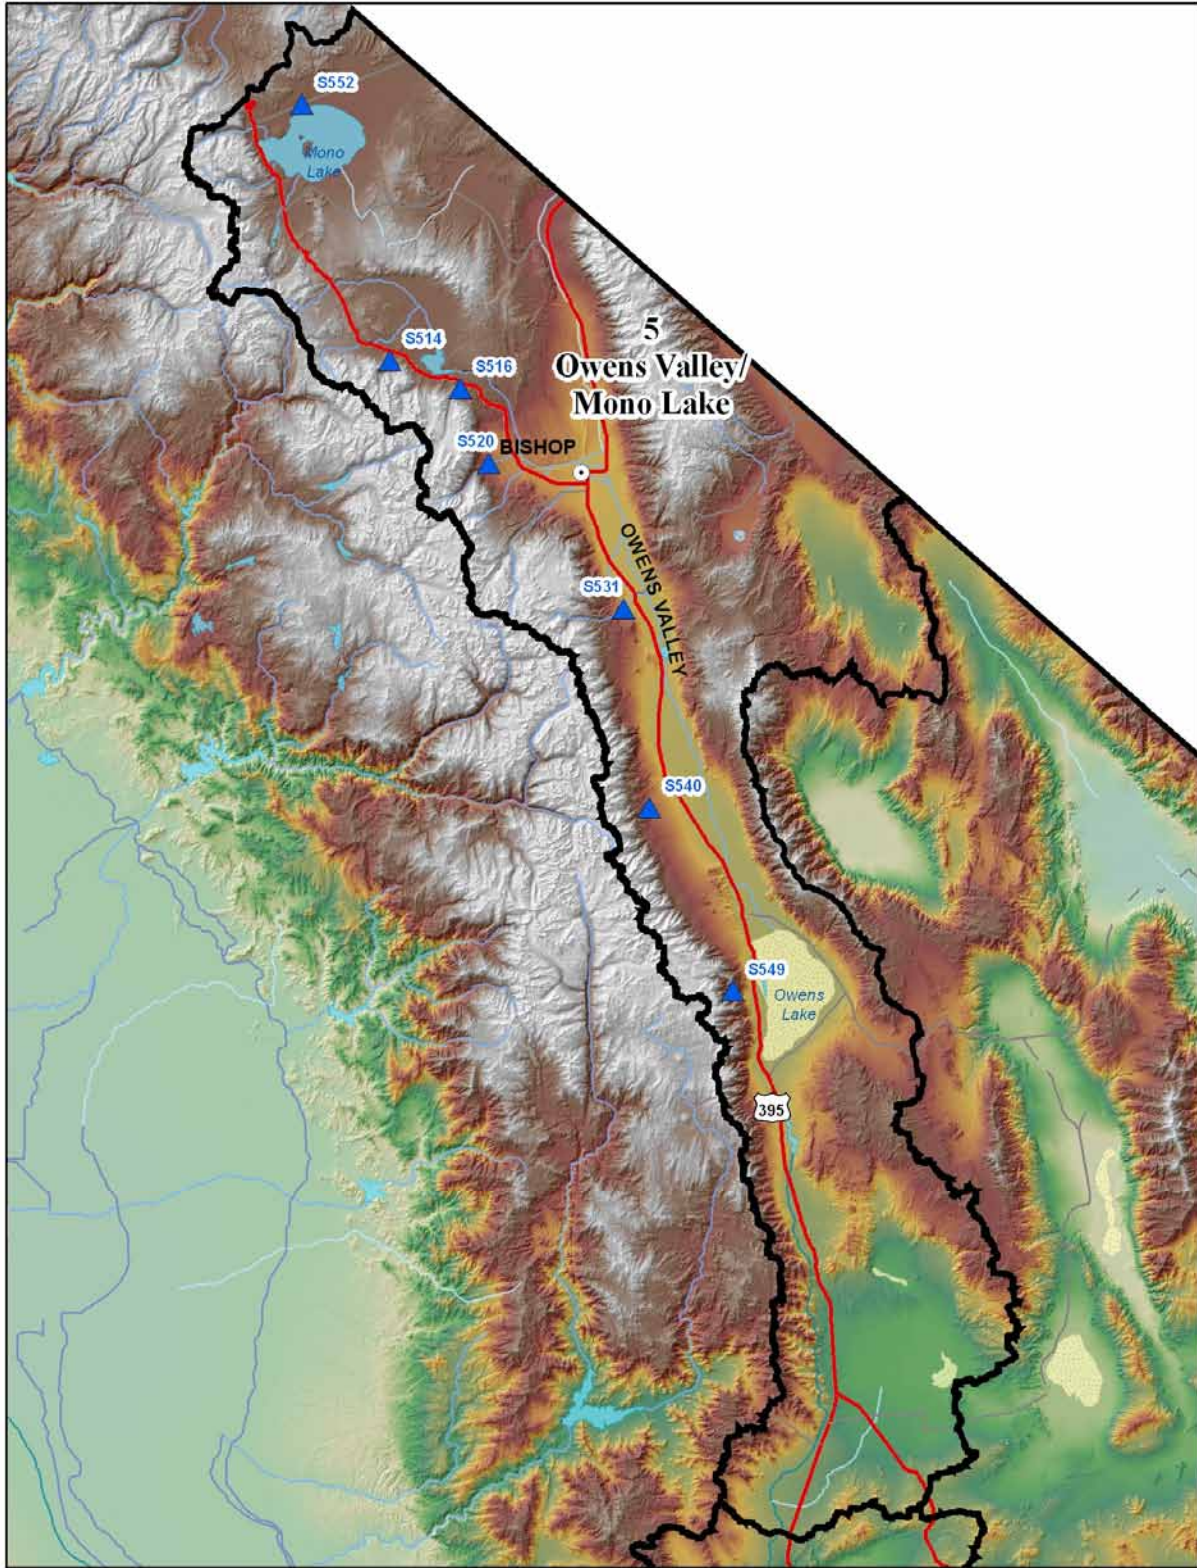 S552
Mono
Lake
5
Owens Valley/
Mono Lake
S514
S516
S520
BISHOP
OWENS VALLEY
S531
S540
S549
Owens
Lake
395